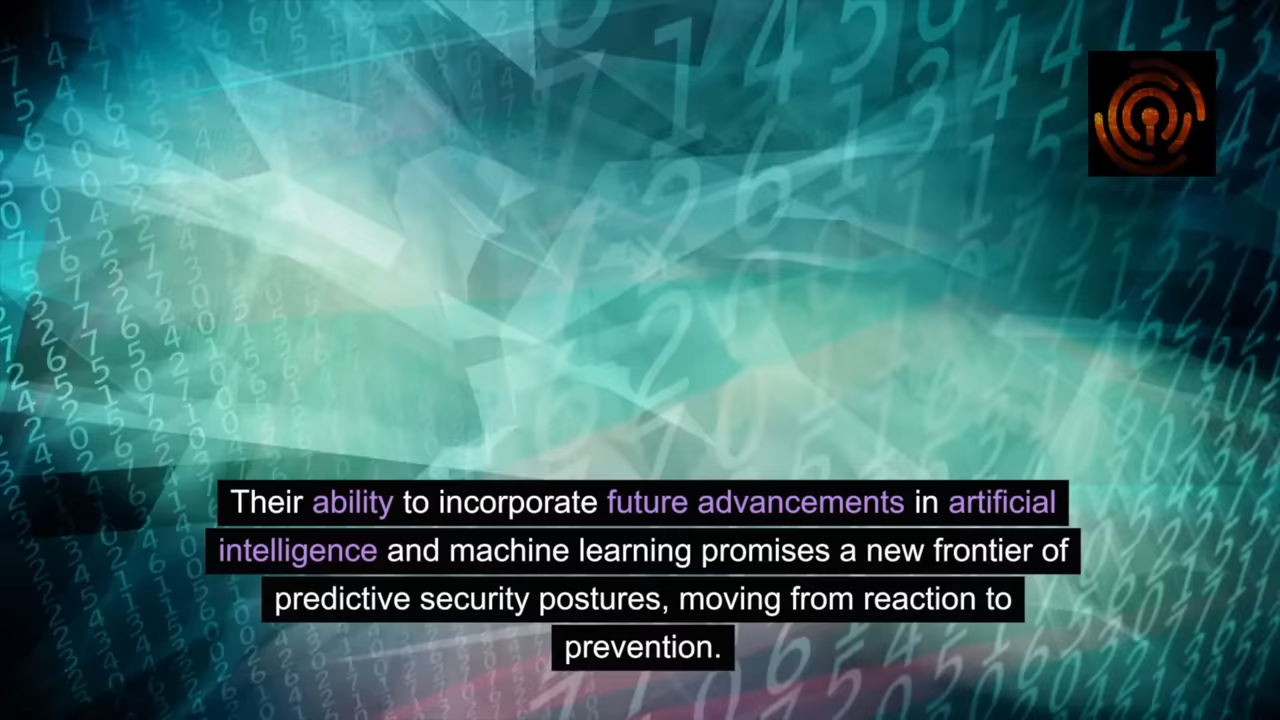 Their ability to incorporate future advancements in artificial
intelligence and machine learning promises a new frontier of
predictive security postures, moving from reaction to
prevention.